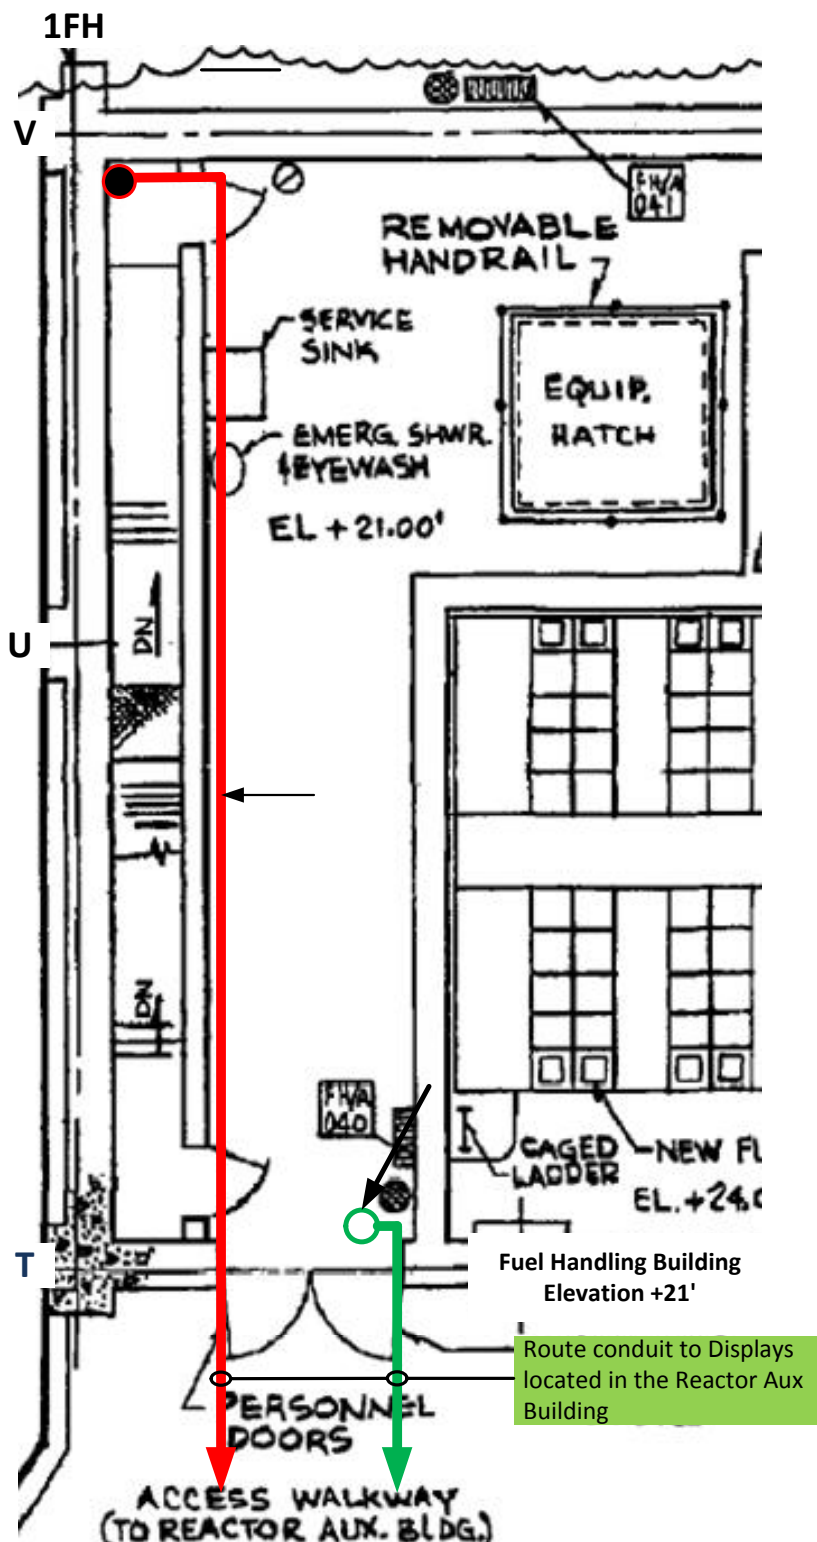 1FH
V
FH/A
041
REMOVABLE
HANDRAIL
SERVICE
SINK
EQUIP.
HATCH
EMERG. SHWR.
& EYEWASH
EL + 21.00'
DN
U
DN
FH/A
040
CAGED
LADDER
NEW FU
EL. +24.0
T
Fuel Handling Building
Elevation +21'
Route conduit to Displays
located in the Reactor Aux
Building
PERSONNEL
DOORS
ACCESS WALKWAY
(TO REACTOR AUX. BLDG.)